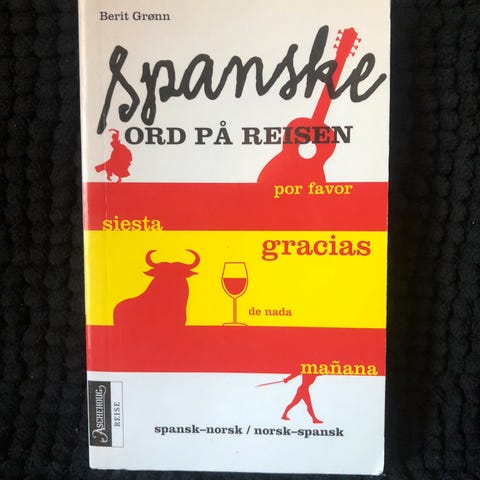 Berit Grønn
Spanske
ORD PÅ REISEN
por favor
siesta
gracias
de nada
mañana
ASCHEHOUG
REISE
spansk–norsk / norsk–spansk